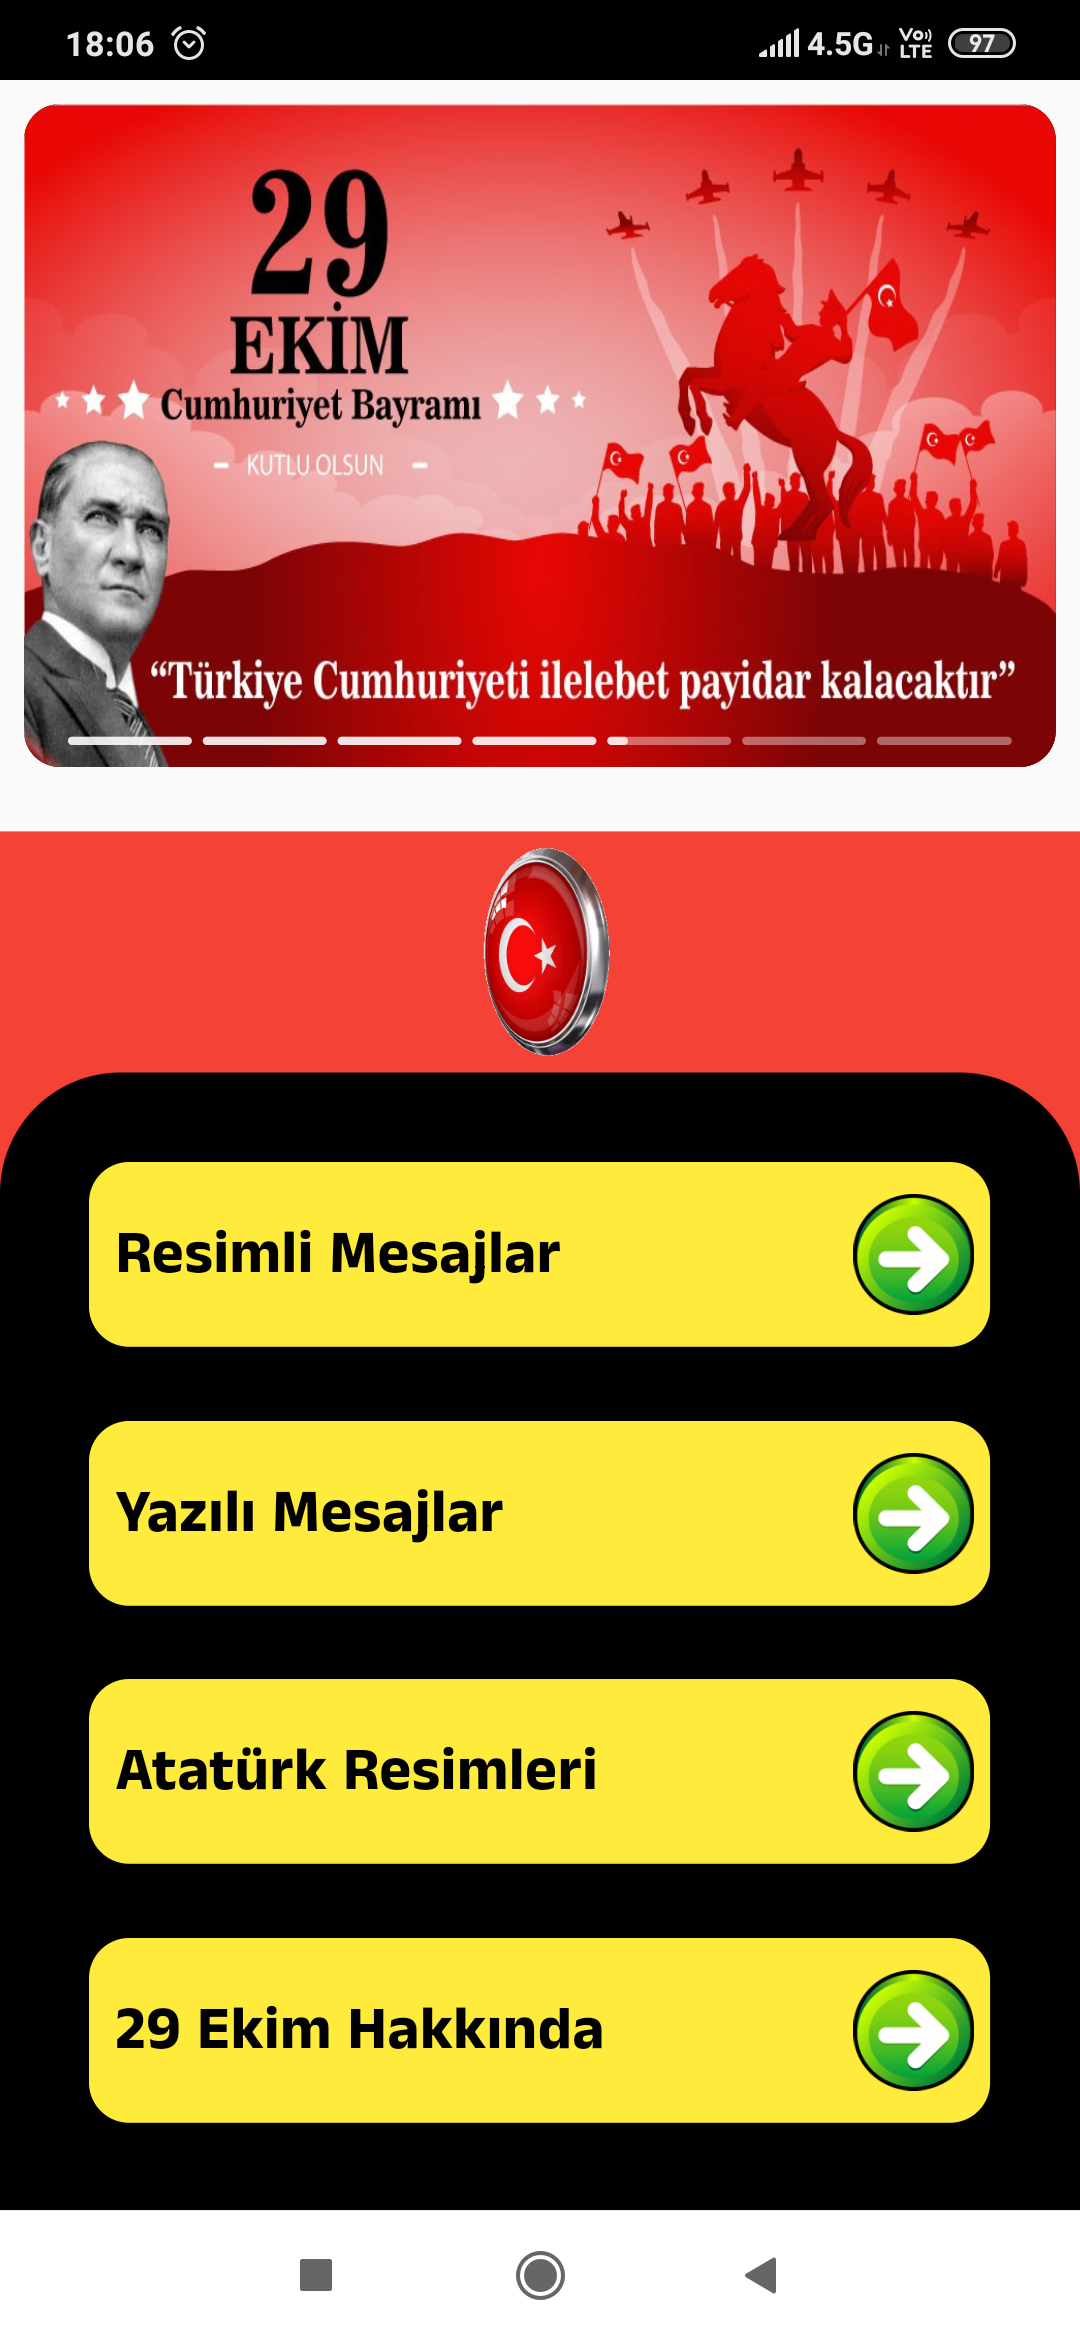 18:06
4.5G
Vo)) LTE
97
29
EKİM
Cumhuriyet Bayramı
- KUTLU OLSUN -
“Türkiye Cumhuriyeti ilelebet payidar kalacaktır”
Resimli Mesajlar
Yazılı Mesajlar
Atatürk Resimleri
29 Ekim Hakkında